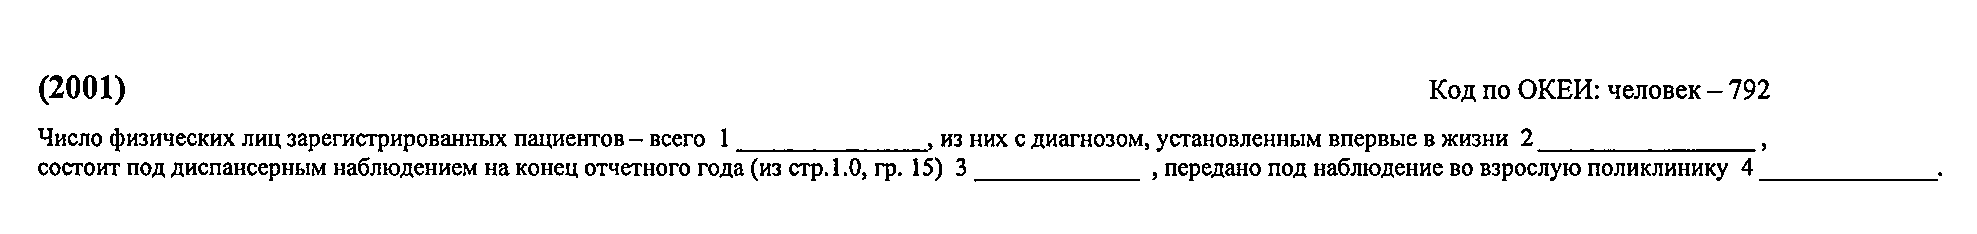 (2001) Код по ОКЕИ: человек – 792
Число физических лиц зарегистрированных пациентов – всего 1 ______________, из них с диагнозом, установленным впервые в жизни 2 ________________ ,
состоит под диспансерным наблюдением на конец отчетного года (из стр.1.0, гр. 15) 3 ____________ , передано под наблюдение во взрослую поликлинику 4 _____________.